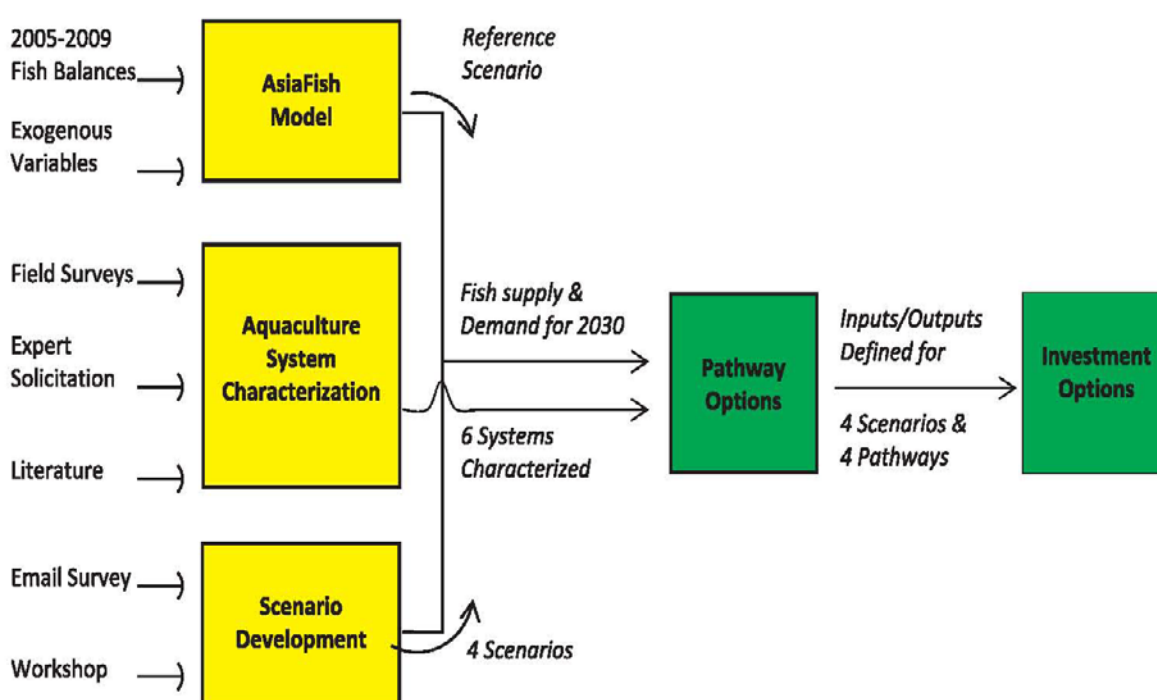 2005-2009
Fish Balances
Exogenous
Variables
AsiaFish
Model
Reference
Scenario
Field Surveys
Expert
Solicitation
Literature
Aquaculture
System
Characterization
Fish supply &
Demand for 2030
6 Systems
Characterized
Pathway
Options
Inputs/Outputs
Defined for
4 Scenarios &
4 Pathways
Investment
Options
Email Survey
Workshop
Scenario
Development
4 Scenarios